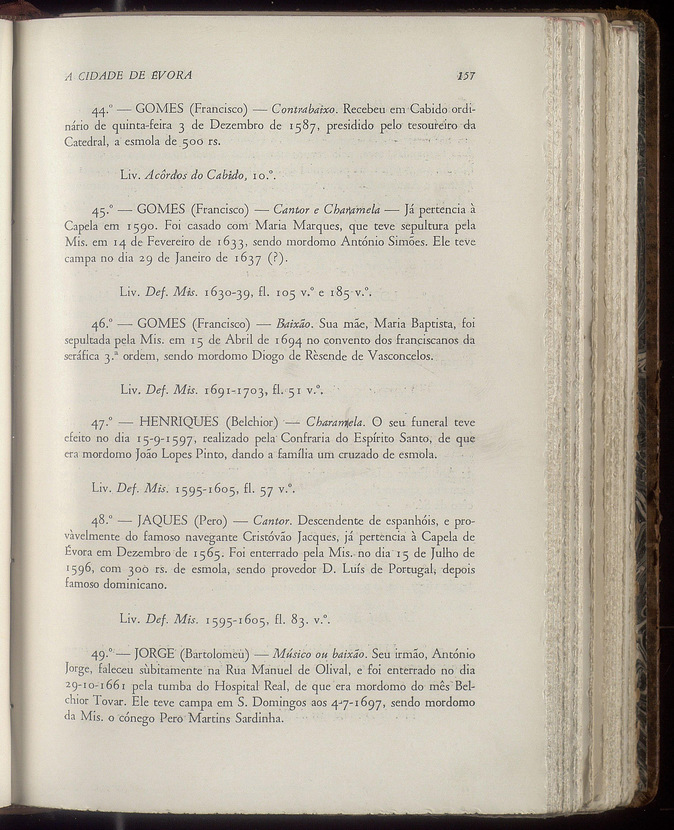 A CIDADE DE ÉVORA 157
44.º — GOMES (Francisco) — Contrabaixo. Recebeu em Cabido ordi-
nário de quinta-feira 3 de Dezembro de 1587, presidido pelo tesoureiro da
Catedral, a esmola de 500 rs.
Liv. Acôrdos do Cabido, 10.º.
45.º — GOMES (Francisco) — Cantor e Charamela — Já pertencia à
Capela em 1590. Foi casado com Maria Marques, que teve sepultura pela
Mis. em 14 de Fevereiro de 1633, sendo mordomo António Simões. Ele teve
campa no dia 29 de Janeiro de 1637 (?).
Liv. Def. Mis. 1630-39, fl. 105 v.º e 185 v.º.
46.º — GOMES (Francisco) — Baixão. Sua mãe, Maria Baptista, foi
sepultada pela Mis. em 15 de Abril de 1694 no convento dos franciscanos da
seráfica 3.ª ordem, sendo mordomo Diogo de Rèsende de Vasconcelos.
Liv. Def. Mis. 1691-1703, fl. 51 v.º.
47.º — HENRIQUES (Belchior) — Charamela. O seu funeral teve
efeito no dia 15-9-1597, realizado pela Confraria do Espírito Santo, de que
era mordomo João Lopes Pinto, dando a família um cruzado de esmola.
Liv. Def. Mis. 1595-1605, fl. 57 v.º.
48.º — JAQUES (Pero) — Cantor. Descendente de espanhóis, e pro-
vàvelmente do famoso navegante Cristóvão Jacques, já pertencia à Capela de
Évora em Dezembro de 1565. Foi enterrado pela Mis. no dia 15 de Julho de
1596, com 300 rs. de esmola, sendo provedor D. Luís de Portugal, depois
famoso dominicano.
Liv. Def. Mis. 1595-1605, fl. 83. v.º.
49.º — JORGE (Bartolomeu) — Músico ou baixão. Seu irmão, António
Jorge, faleceu sùbitamente na Rua Manuel de Olival, e foi enterrado no dia
29-10-1661 pela tumba do Hospital Real, de que era mordomo do mês Bel-
chior Tovar. Ele teve campa em S. Domingos aos 4-7-1697, sendo mordomo
da Mis. o cónego Pero Martins Sardinha.